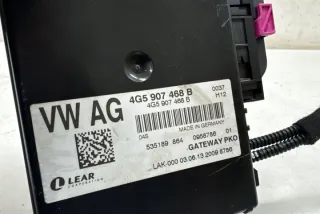 4G5 907 468 B 0037
4G5 907 468 B H12
VW AG
MADE IN GERMANY
045 0958786 01
535189 864 GATEWAY PKO
LEAR
CORPORATION
LAK-000 03.06.13 2009 6786